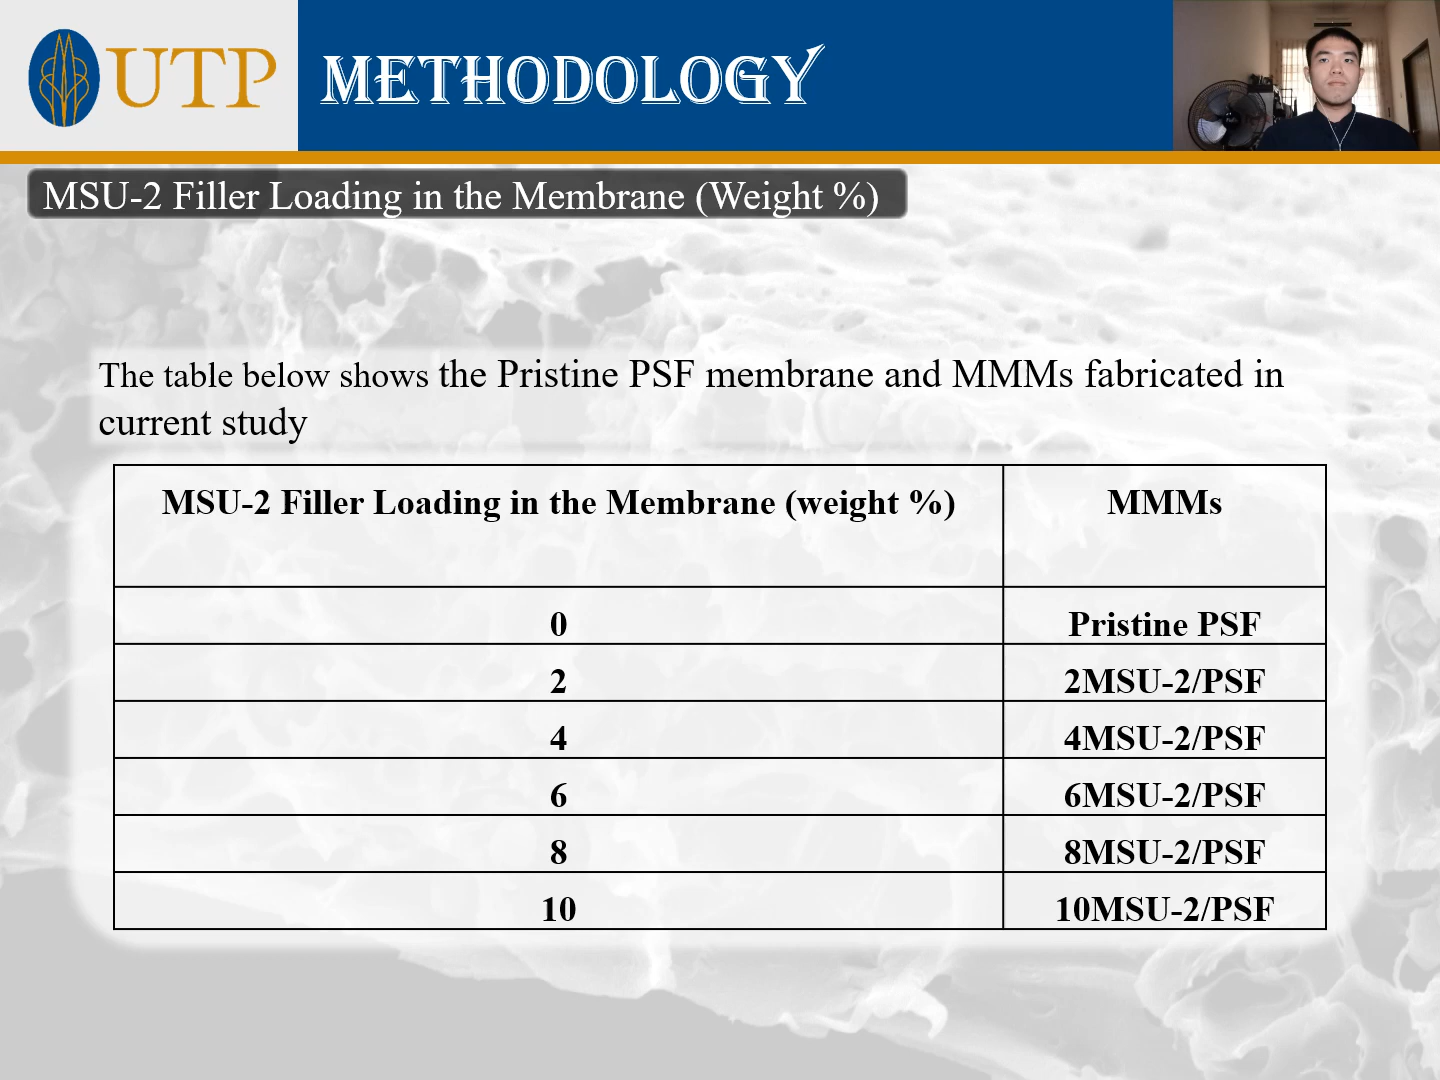 UTP
METHODOLOGY
MSU-2 Filler Loading in the Membrane (Weight %)
The table below shows the Pristine PSF membrane and MMMs fabricated in
current study
MSU-2 Filler Loading in the Membrane (weight %) MMMs
0 Pristine PSF
2 2MSU-2/PSF
4 4MSU-2/PSF
6 6MSU-2/PSF
8 8MSU-2/PSF
10 10MSU-2/PSF